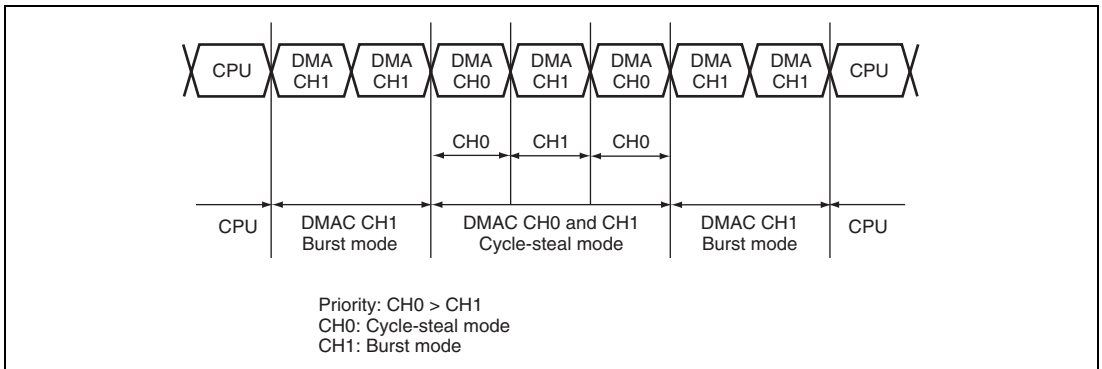 CPU
DMA
CH1
DMA
CH1
DMA
CH0
DMA
CH1
DMA
CH0
DMA
CH1
DMA
CH1
CPU
CH0
CH1
CH0
CPU
DMAC CH1
Burst mode
DMAC CH0 and CH1
Cycle-steal mode
DMAC CH1
Burst mode
CPU
Priority: CH0 > CH1
CH0: Cycle-steal mode
CH1: Burst mode